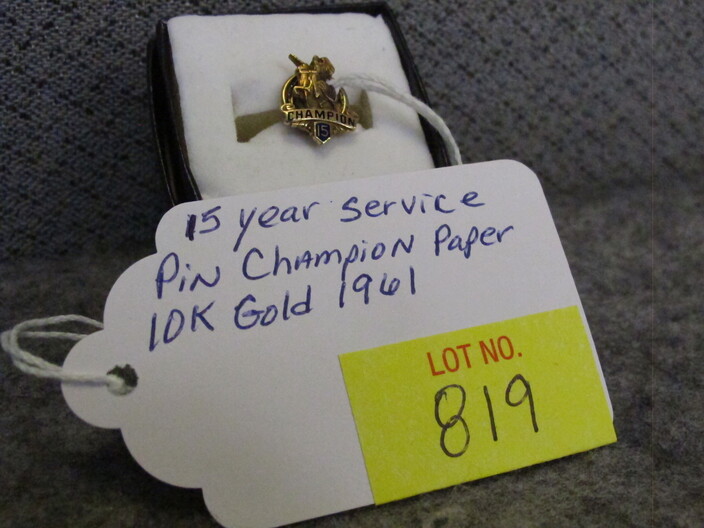 CHAMPION
15
15 year service
Pin Champion Paper
10K Gold 1961
LOT NO.
819